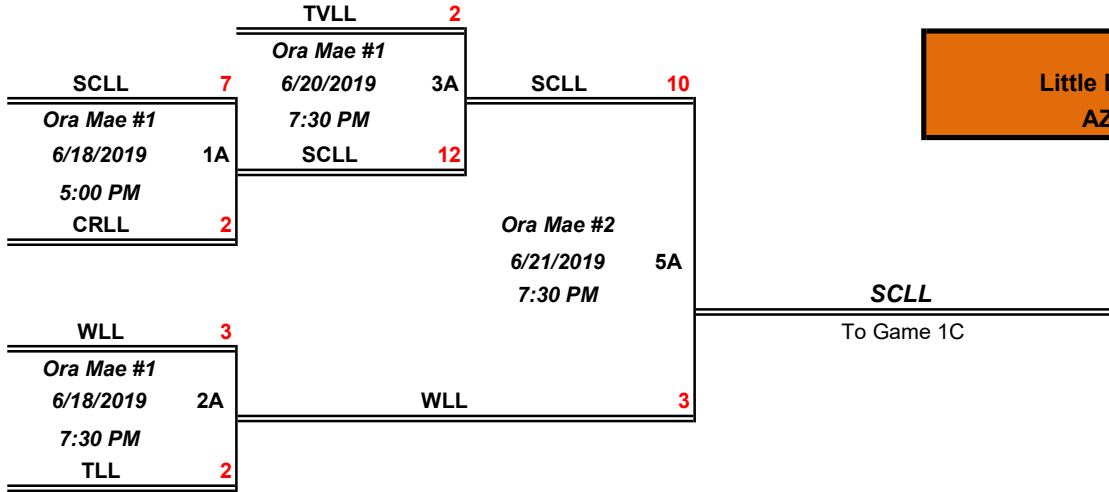 TVLL 2
Ora Mae #1
6/20/2019 3A
7:30 PM
SCLL 12
SCLL 7
Ora Mae #1
6/18/2019 1A
5:00 PM
CRLL 2
SCLL 10
Ora Mae #2
6/21/2019 5A
7:30 PM
WLL 3
WLL 3
Ora Mae #1
6/18/2019 2A
7:30 PM
TLL 2
SCLL
To Game 1C
Little
AZ